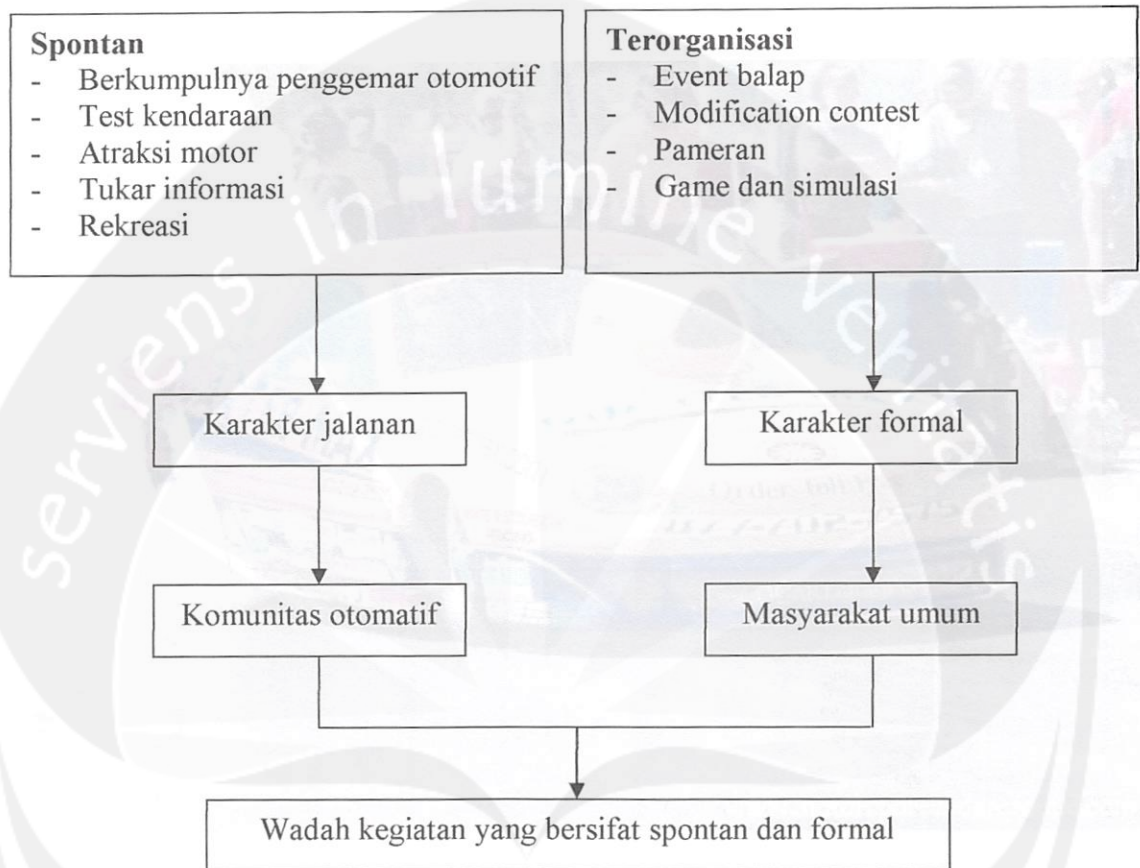 Spontan
- Berkumpulnya penggemar otomotif
- Test kendaraan
- Atraksi motor
- Tukar informasi
- Rekreasi
Terorganisasi
- Event balap
- Modification contest
- Pameran
- Game dan simulasi
serviens in lumine veritatis
Karakter jalanan
Karakter formal
Komunitas otomatif
Masyarakat umum
Wadah kegiatan yang bersifat spontan dan formal